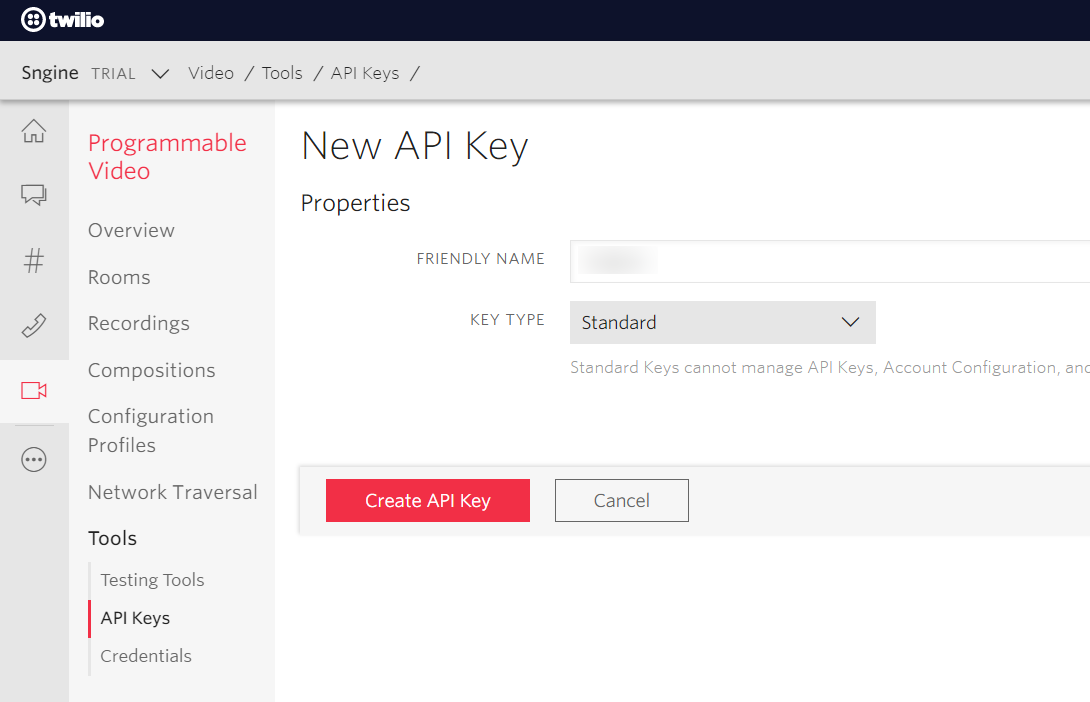 twilio
Sngine TRIAL Video / Tools / API Keys /
Programmable
Video
Overview
Rooms
Recordings
Compositions
Configuration
Profiles
Network Traversal
Tools
Testing Tools
API Keys
Credentials
New API Key
Properties
FRIENDLY NAME
KEY TYPE Standard
Standard Keys cannot manage API Keys, Account Configuration, and
Create API Key Cancel